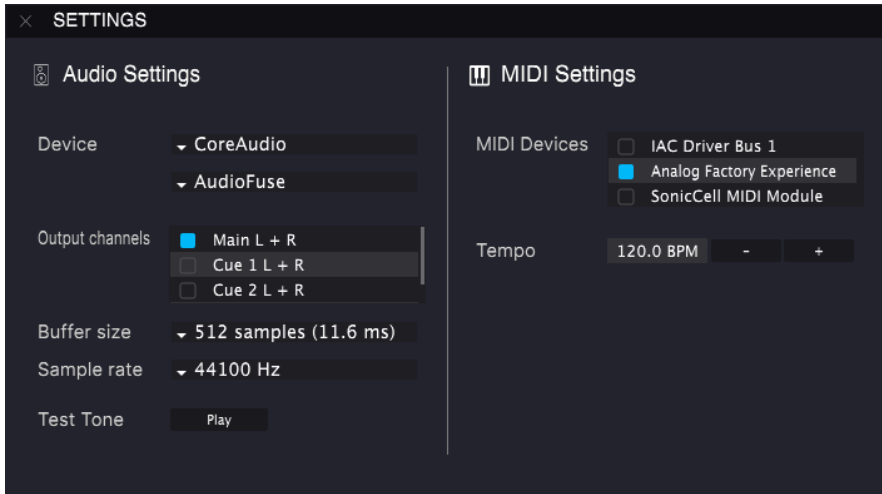 SETTINGS
Audio Settings
Device
CoreAudio
AudioFuse
Output channels
Main L + R
Cue 1 L + R
Cue 2 L + R
Buffer size
512 samples (11.6 ms)
Sample rate
44100 Hz
Test Tone
Play
MIDI Settings
MIDI Devices
IAC Driver Bus 1
Analog Factory Experience
SonicCell MIDI Module
Tempo
120.0 BPM - +